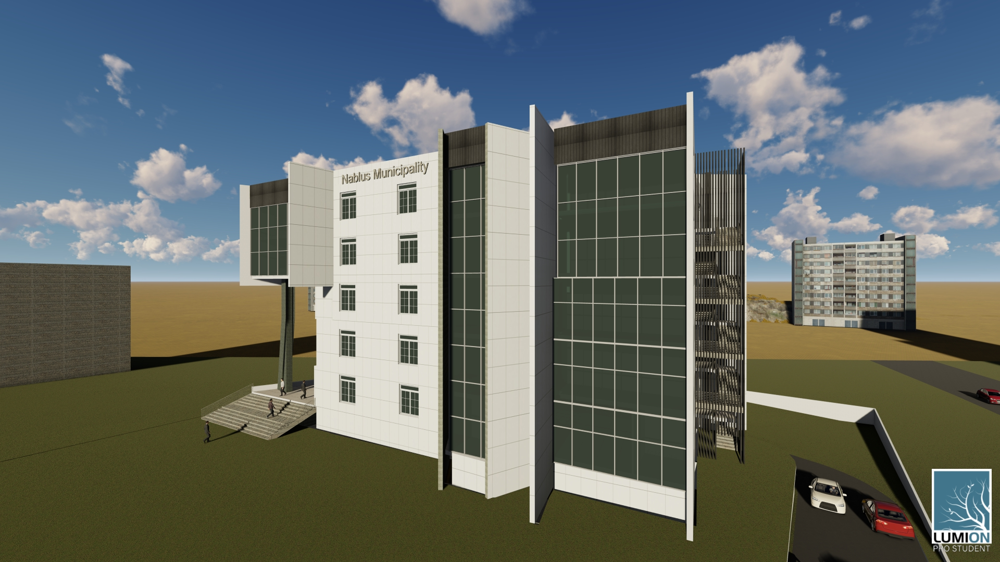 Nablus Municipality
LUMION
PRO STUDENT